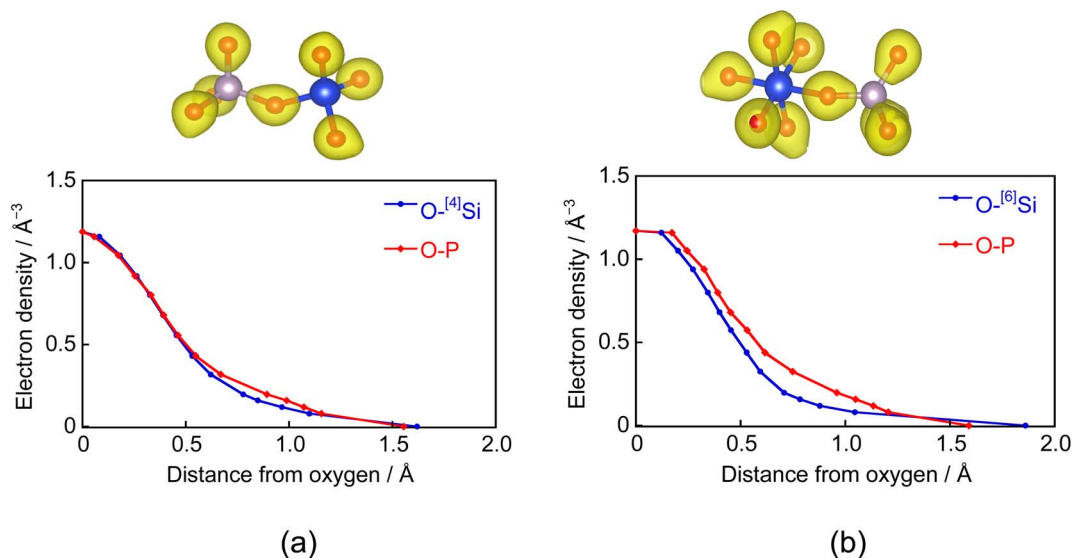 1.5
1.0
0.5
0
0
0.5
1.0
1.5
2.0
Electron density / Å⁻³
Distance from oxygen / Å
O-[4]Si
O-P
(a)
1.5
1.0
0.5
0
0
0.5
1.0
1.5
2.0
Electron density / Å⁻³
Distance from oxygen / Å
O-[6]Si
O-P
(b)